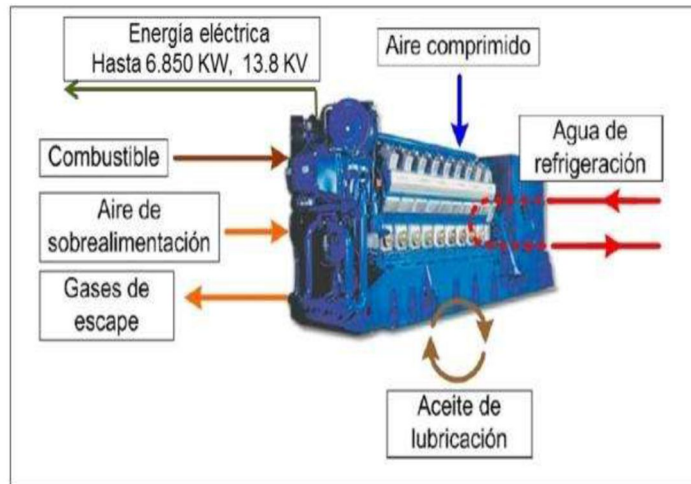 Energía eléctrica
Hasta 6.850 KW, 13.8 KV
Aire comprimido
Agua de
refrigeración
Combustible
Aire de
sobrealimentación
Gases de
escape
Aceite de
lubricación